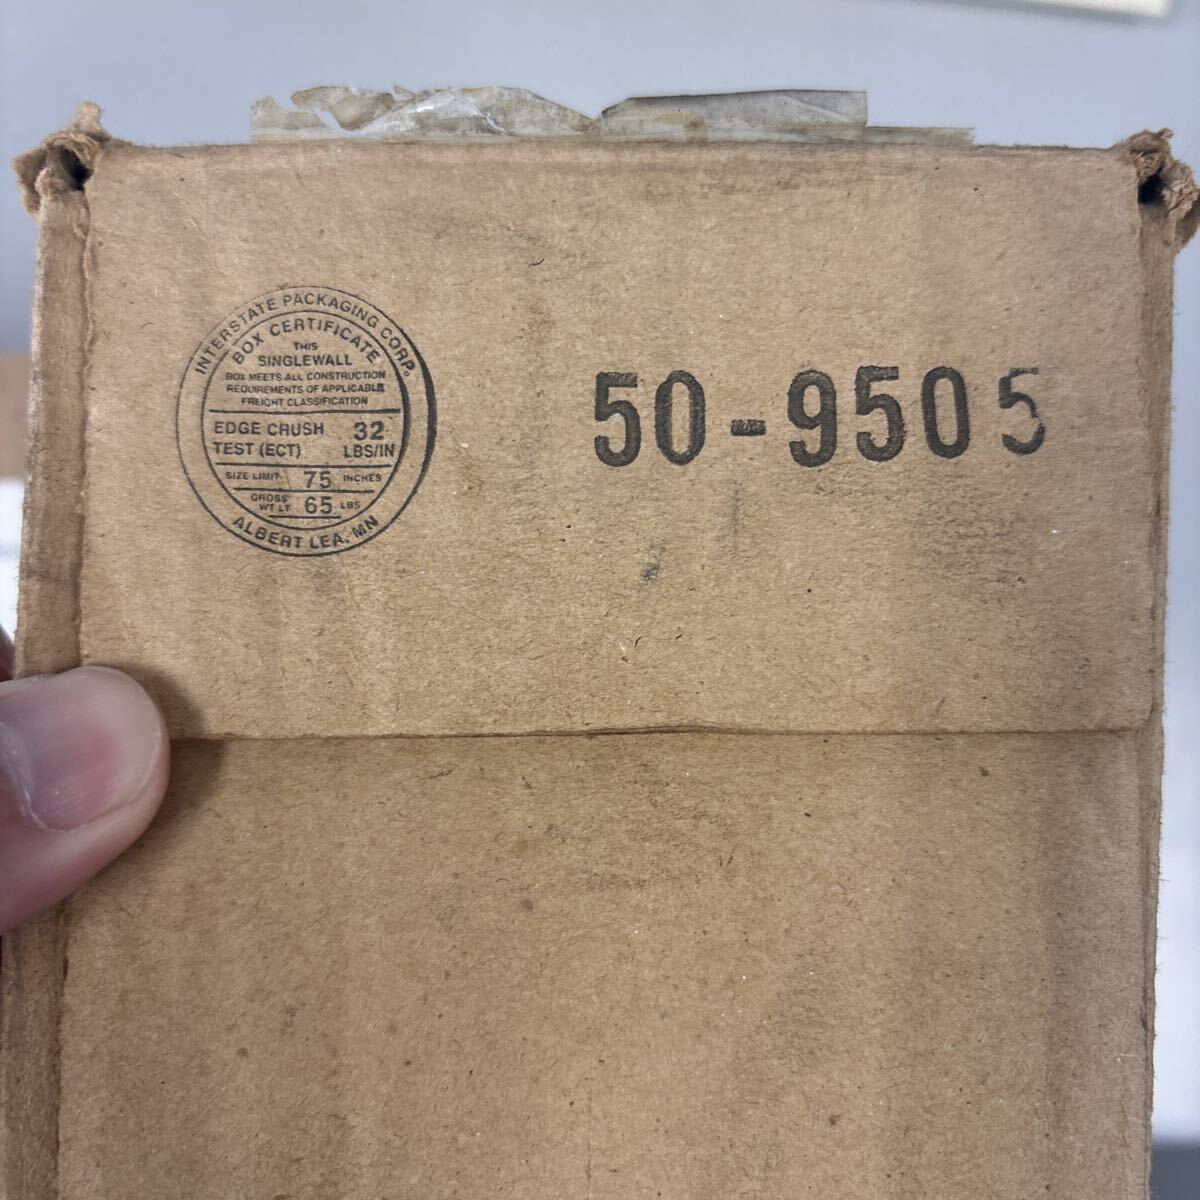 INTERSTATE PACKAGING CORP.
BOX CERTIFICATE
THIS
SINGLEWALL
BOX MEETS ALL CONSTRUCTION
REQUIREMENTS OF APPLICABLE
FREIGHT CLASSIFICATION
EDGE CRUSH 32
TEST (ECT) LBS/IN
SIZE LIMIT 75 INCHES
GROSS
WT LT 65 LBS
ALBERT LEA, MN
50-9505